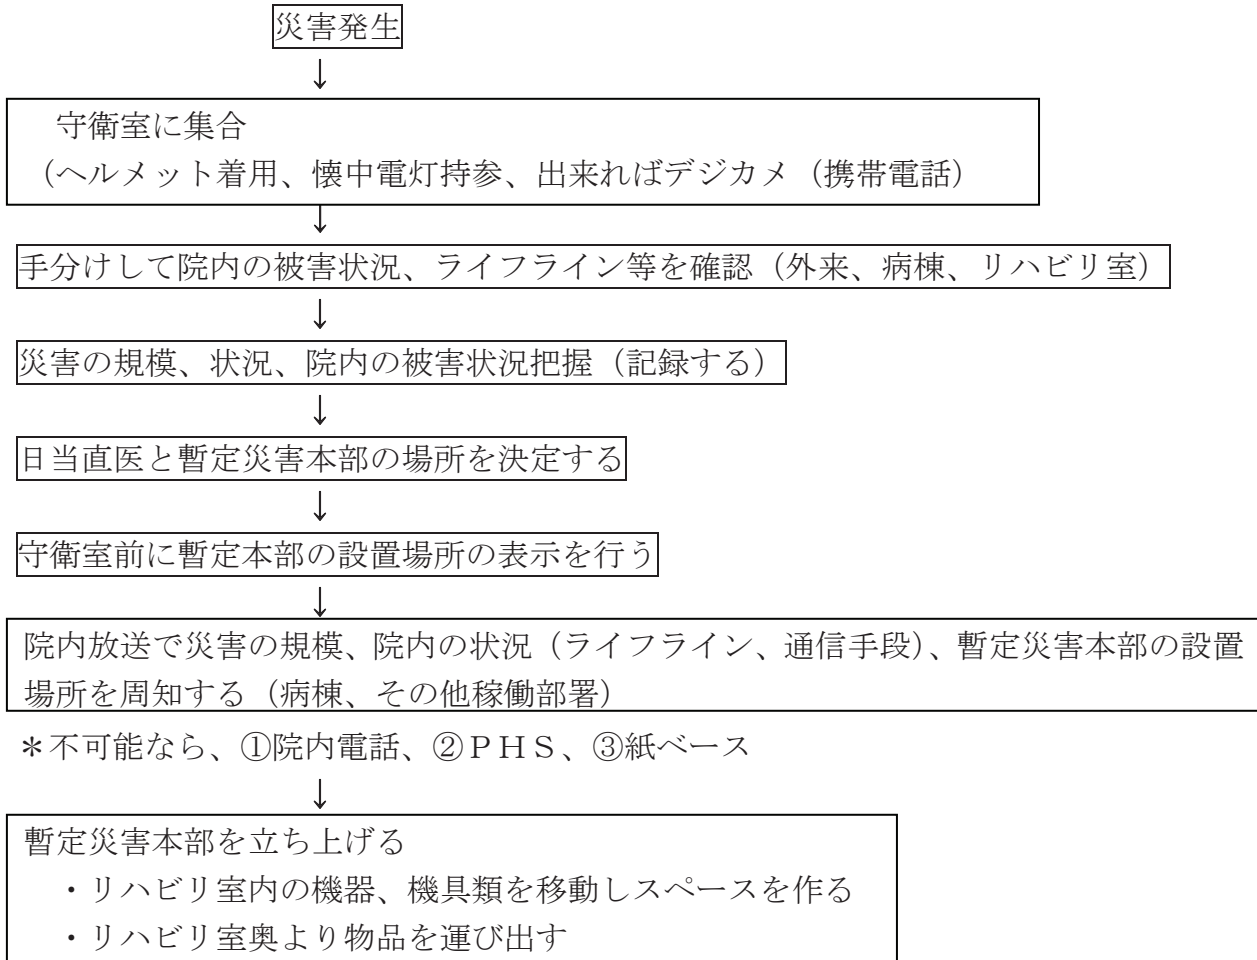 災害発生
↓
守衛室に集合
（ヘルメット着用、懐中電灯持参、出来ればデジカメ（携帯電話）
↓
手分けして院内の被害状況、ライフライン等を確認（外来、病棟、リハビリ室）
↓
災害の規模、状況、院内の被害状況把握（記録する）
↓
日当直医と暫定災害本部の場所を決定する
↓
守衛室前に暫定本部の設置場所の表示を行う
↓
院内放送で災害の規模、院内の状況（ライフライン、通信手段）、暫定災害本部の設置
場所を周知する（病棟、その他稼働部署）
＊不可能なら、①院内電話、②ＰＨＳ、③紙ベース
↓
暫定災害本部を立ち上げる
・リハビリ室内の機器、機具類を移動しスペースを作る
・リハビリ室奥より物品を運び出す